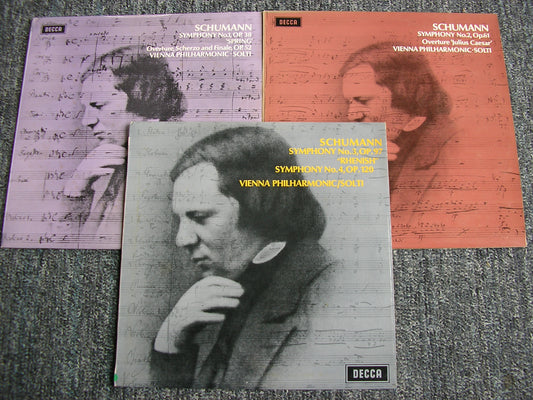 DECCA
SCHUMANN
SYMPHONY No.1, OP. 38
'SPRING'
Overture, Scherzo and Finale, OP. 52
VIENNA PHILHARMONIC · SOLTI
DECCA
SCHUMANN
SYMPHONY No.2, Op.61
Overture 'Julius Caesar'
VIENNA PHILHARMONIC · SOLTI
SCHUMANN
SYMPHONY No.3, OP. 97
'RHENISH'
SYMPHONY No.4, OP. 120
VIENNA PHILHARMONIC/SOLTI
DECCA